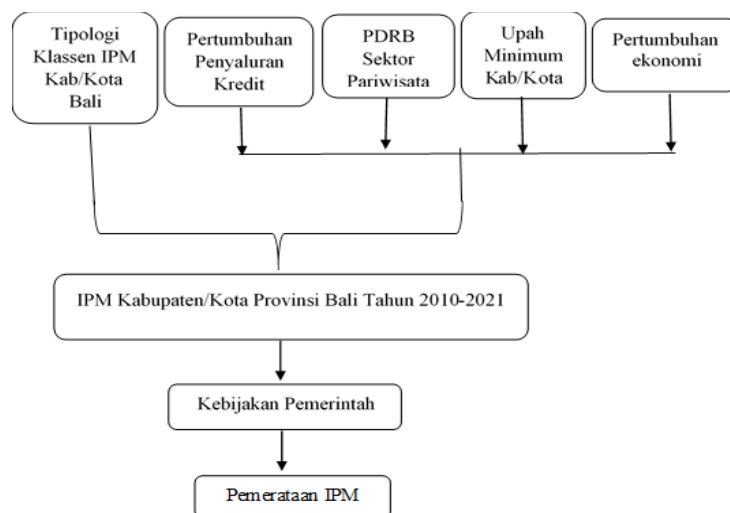 Tipologi
Klassen IPM
Kab/Kota
Bali
Pertumbuhan
Penyaluran
Kredit
PDRB
Sektor
Pariwisata
Upah
Minimum
Kab/Kota
Pertumbuhan
ekonomi
IPM Kabupaten/Kota Provinsi Bali Tahun 2010-2021
Kebijakan Pemerintah
Pemerataan IPM